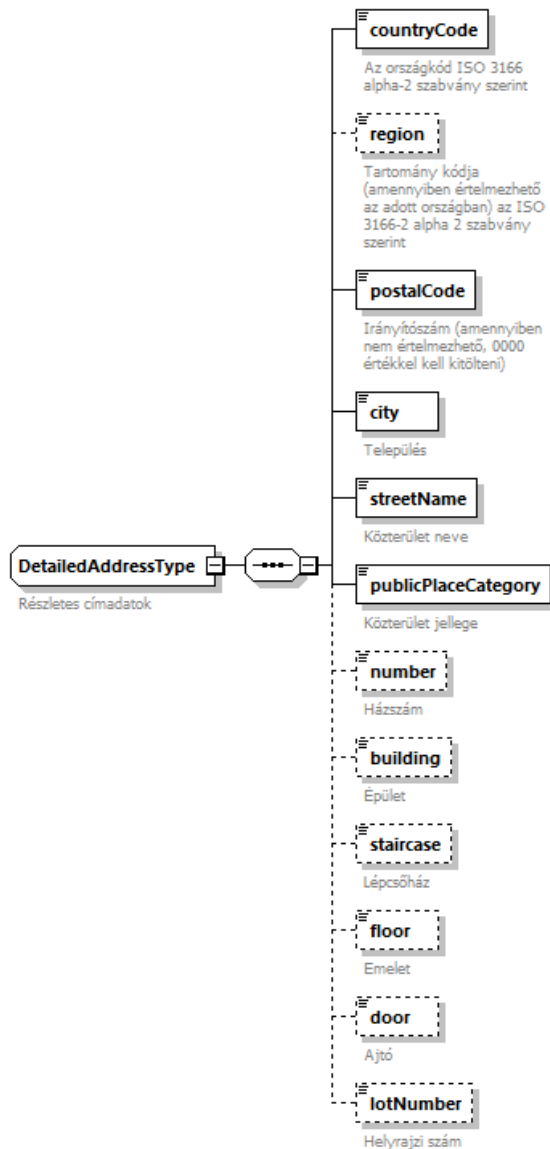 countryCode
Az országkód ISO 3166
alpha-2 szabvány szerint
region
Tartomány kódja
(amennyiben értelmezhető
az adott országban) az ISO
3166-2 alpha 2 szabvány
szerint
postalCode
Irányítószám (amennyiben
nem értelmezhető, 0000
értékkel kell kitölteni)
city
Település
streetName
Közterület neve
DetailedAddressType
Részletes címadatok
publicPlaceCategory
Közterület jellege
number
Házszám
building
Épület
staircase
Lépcsőház
floor
Emelet
door
Ajtó
lotNumber
Helyrajzi szám